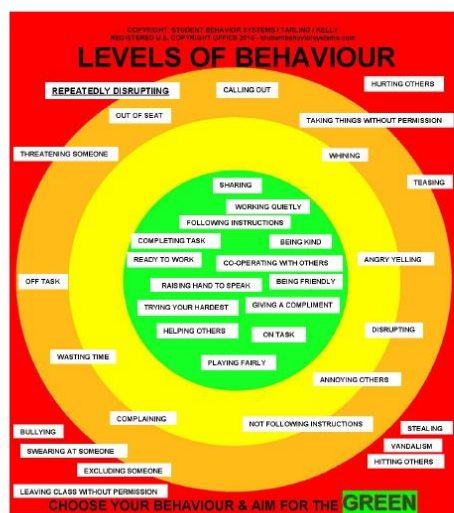 COPYRIGHT: STUDENT BEHAVIOR SYSTEMS / TARLING / KELLY
REGISTERED U.S. COPYRIGHT OFFICE 2012 - studentbehaviorsystems.com
LEVELS OF BEHAVIOUR
HURTING OTHERS
REPEATEDLY DISRUPTIING
CALLING OUT
OUT OF SEAT
TAKING THINGS WITHOUT PERMISSION
THREATENING SOMEONE
WHINING
SHARING
TEASING
WORKING QUIETLY
FOLLOWING INSTRUCTIONS
COMPLETING TASK
BEING KIND
READY TO WORK
CO-OPERATING WITH OTHERS
ANGRY YELLING
OFF TASK
RAISING HAND TO SPEAK
BEING FRIENDLY
TRYING YOUR HARDEST
GIVING A COMPLIMENT
HELPING OTHERS
ON TASK
DISRUPTING
WASTING TIME
PLAYING FAIRLY
ANNOYING OTHERS
COMPLAINING
NOT FOLLOWING INSTRUCTIONS
STEALING
BULLYING
VANDALISM
SWEARING AT SOMEONE
HITTING OTHERS
EXCLUDING SOMEONE
LEAVING CLASS WITHOUT PERMISSION
CHOOSE YOUR BEHAVIOUR & AIM FOR THE GREEN